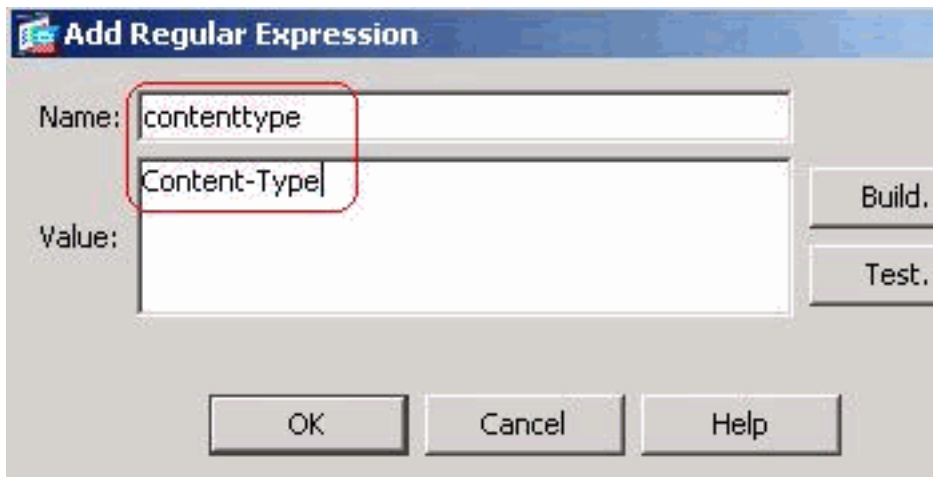 Add Regular Expression
Name: contenttype
Content-Type
Value:
Build.
Test.
OK Cancel Help